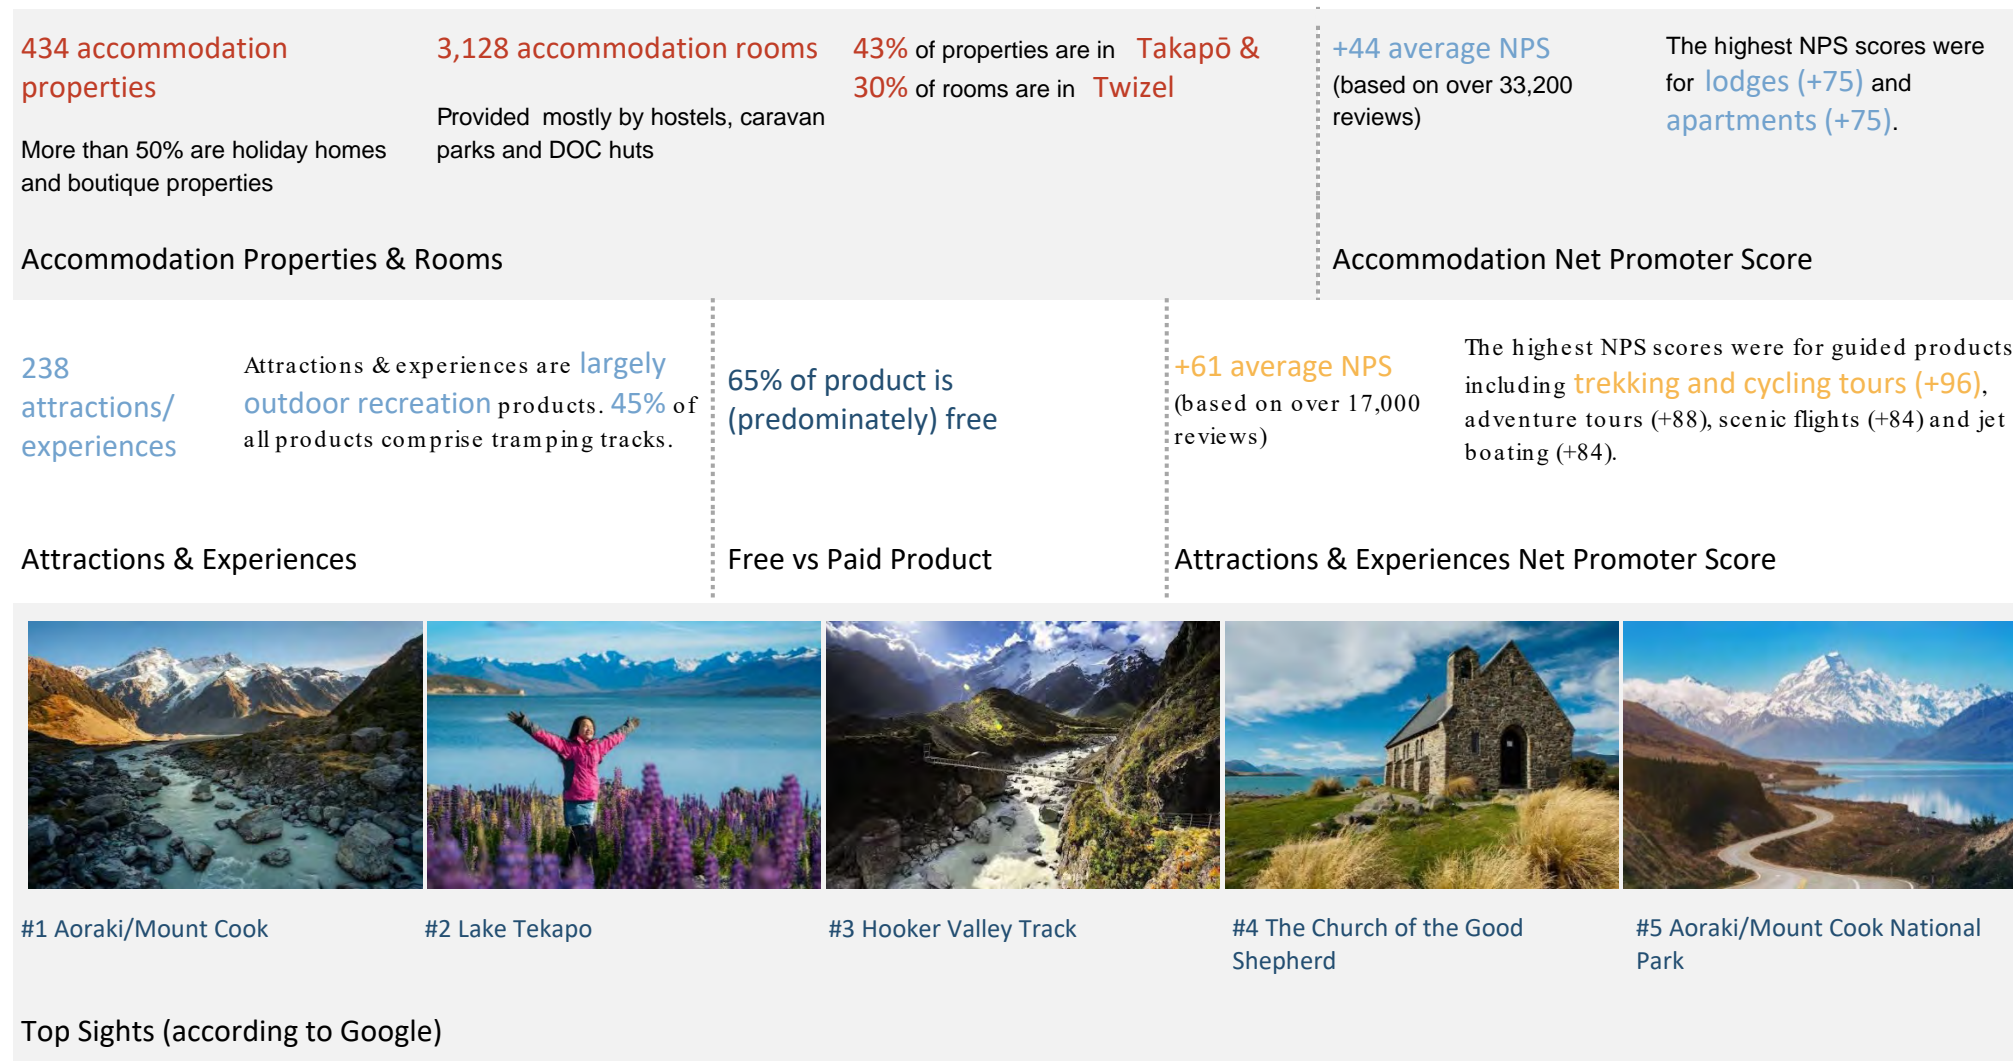 434 accommodation
properties
More than 50% are holiday homes
and boutique properties
3,128 accommodation rooms
Provided mostly by hostels, caravan
parks and DOC huts
43% of properties are in Takapō &
30% of rooms are in Twizel
Accommodation Properties & Rooms
+44 average NPS
(based on over 33,200
reviews)
The highest NPS scores were
for lodges (+75) and
apartments (+75).
Accommodation Net Promoter Score
238
attractions/
experiences
Attractions & experiences are largely
outdoor recreation products. 45% of
all products comprise tramping tracks.
Attractions & Experiences
65% of product is
(predominately) free
Free vs Paid Product
+61 average NPS
(based on over 17,000
reviews)
The highest NPS scores were for guided products
including trekking and cycling tours (+96),
adventure tours (+88), scenic flights (+84) and jet
boating (+84).
Attractions & Experiences Net Promoter Score
#1 Aoraki/Mount Cook
#2 Lake Tekapo
#3 Hooker Valley Track
#4 The Church of the Good
Shepherd
#5 Aoraki/Mount Cook National
Park
Top Sights (according to Google)